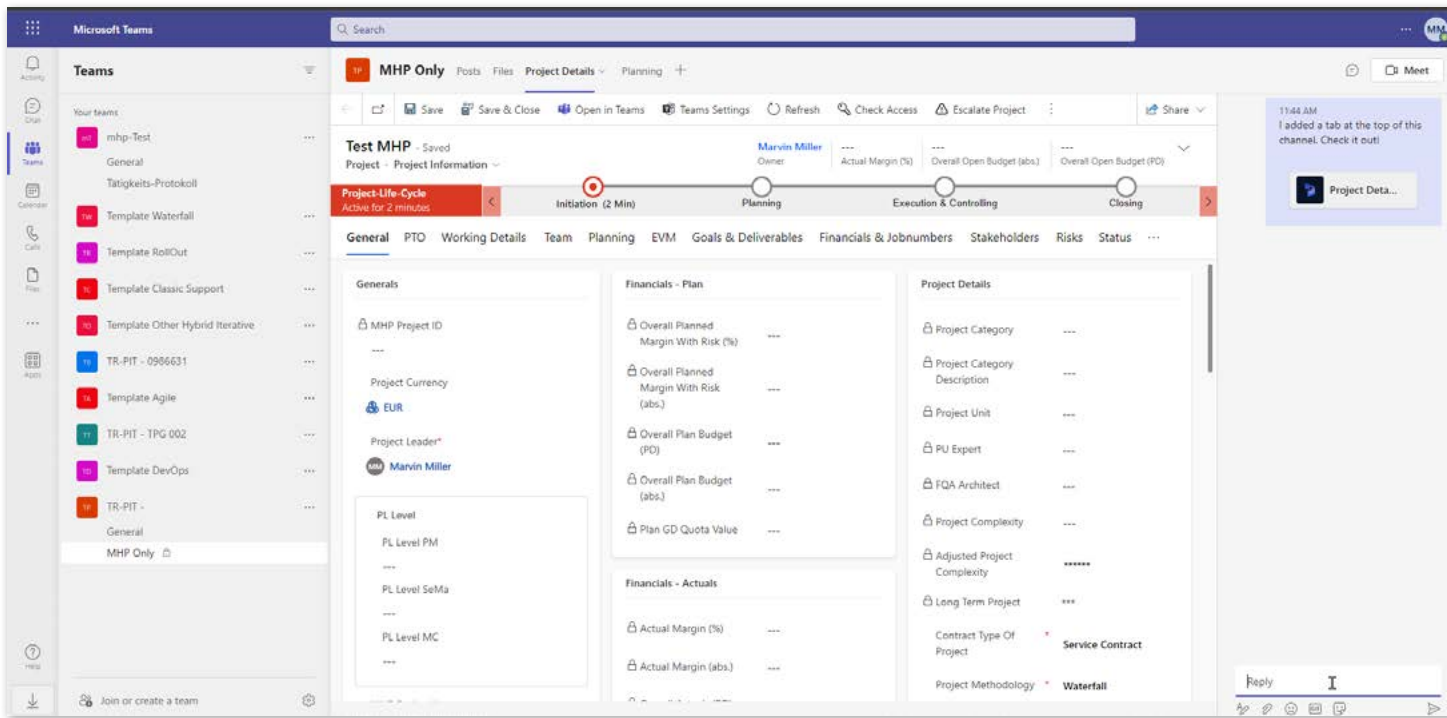 Microsoft Teams
Search
MM
Activity
Chat
Teams
Calendar
Calls
Files
Apps
Help
Teams
Your teams
mhp-Test
General
Tätigkeits-Protokoll
TW Template Waterfall
TR Template RollOut
TC Template Classic Support
TO Template Other Hybrid Iterative
TR-PIT - 0986631
TA Template Agile
TT TR-PIT - TPG 002
TD Template DevOps
TP TR-PIT -
General
MHP Only
Join or create a team
TP MHP Only Posts Files Project Details Planning
Meet
Save Save & Close Open in Teams Teams Settings Refresh Check Access Escalate Project Share
Test MHP - Saved
Project · Project Information
Marvin Miller
Owner
---
Actual Margin (%)
---
Overall Open Budget (abs.)
---
Overall Open Budget (PD)
Project-Life-Cycle
Active for 2 minutes
Initiation (2 Min)
Planning
Execution & Controlling
Closing
General PTO Working Details Team Planning EVM Goals & Deliverables Financials & Jobnumbers Stakeholders Risks Status ···
Generals
MHP Project ID
---
Project Currency
EUR
Project Leader*
MM Marvin Miller
PL Level
PL Level PM
---
PL Level SeMa
---
PL Level MC
---
Financials - Plan
Overall Planned
Margin With Risk (%) ---
Overall Planned
Margin With Risk ---
(abs.)
Overall Plan Budget
(PD) ---
Overall Plan Budget
(abs.) ---
Plan GD Quota Value ---
Financials - Actuals
Actual Margin (%) ---
Actual Margin (abs.) ---
Project Details
Project Category ---
Project Category
Description ---
Project Unit ---
PU Expert ---
FQA Architect ---
Project Complexity ---
Adjusted Project
Complexity ******
Long Term Project ***
Contract Type Of
Project * Service Contract
Project Methodology * Waterfall
11:44 AM
I added a tab at the top of this
channel. Check it out!
Project Deta...
Reply